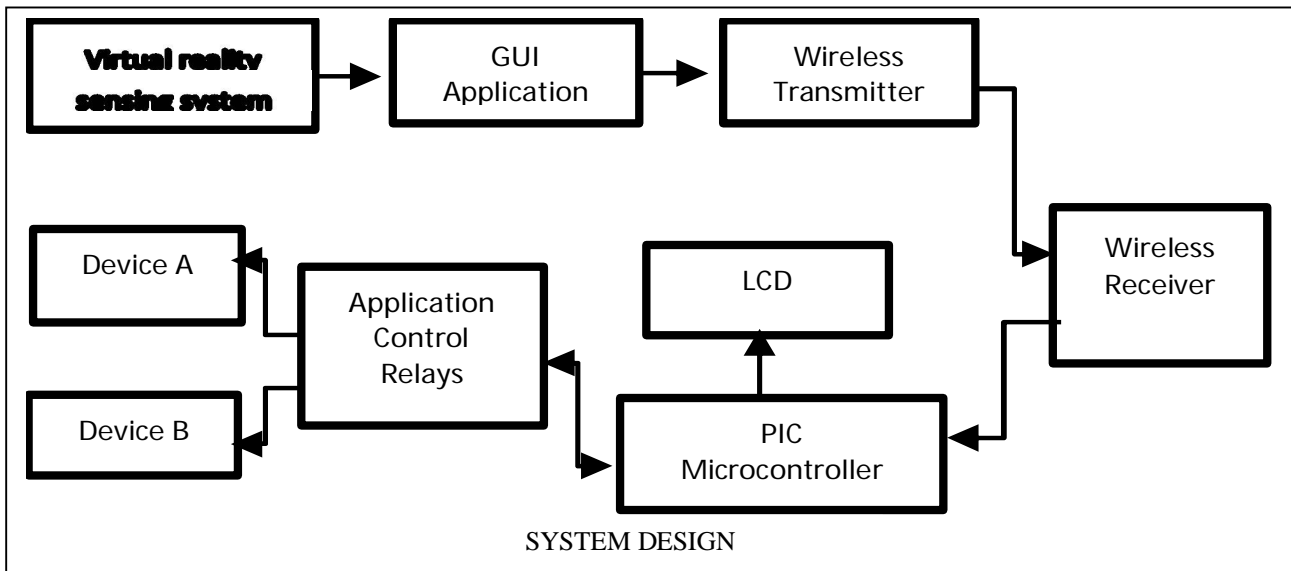 Virtual reality
sensing system
GUI
Application
Wireless
Transmitter
Wireless
Receiver
Device A
Application
Control
Relays
LCD
Device B
PIC
Microcontroller
SYSTEM DESIGN